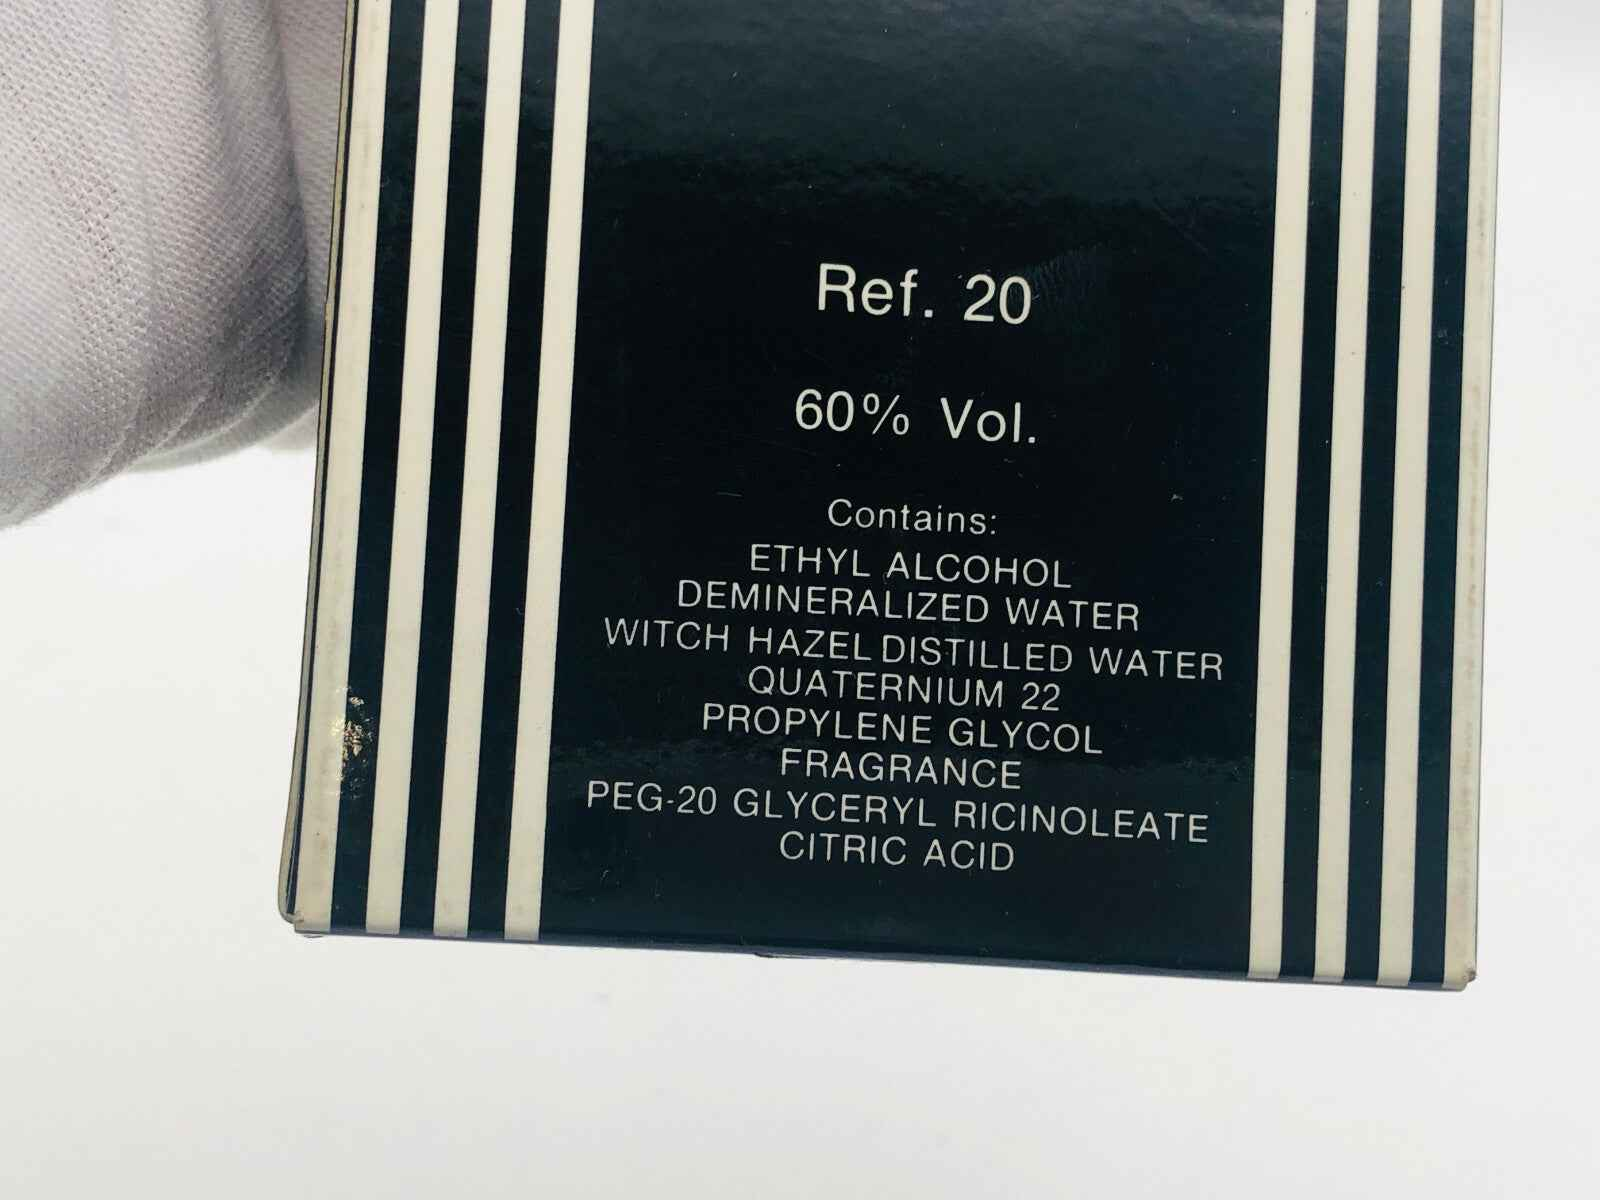 Ref. 20
60% Vol.
Contains:
ETHYL ALCOHOL
DEMINERALIZED WATER
WITCH HAZEL DISTILLED WATER
QUATERNIUM 22
PROPYLENE GLYCOL
FRAGRANCE
PEG-20 GLYCERYL RICINOLEATE
CITRIC ACID